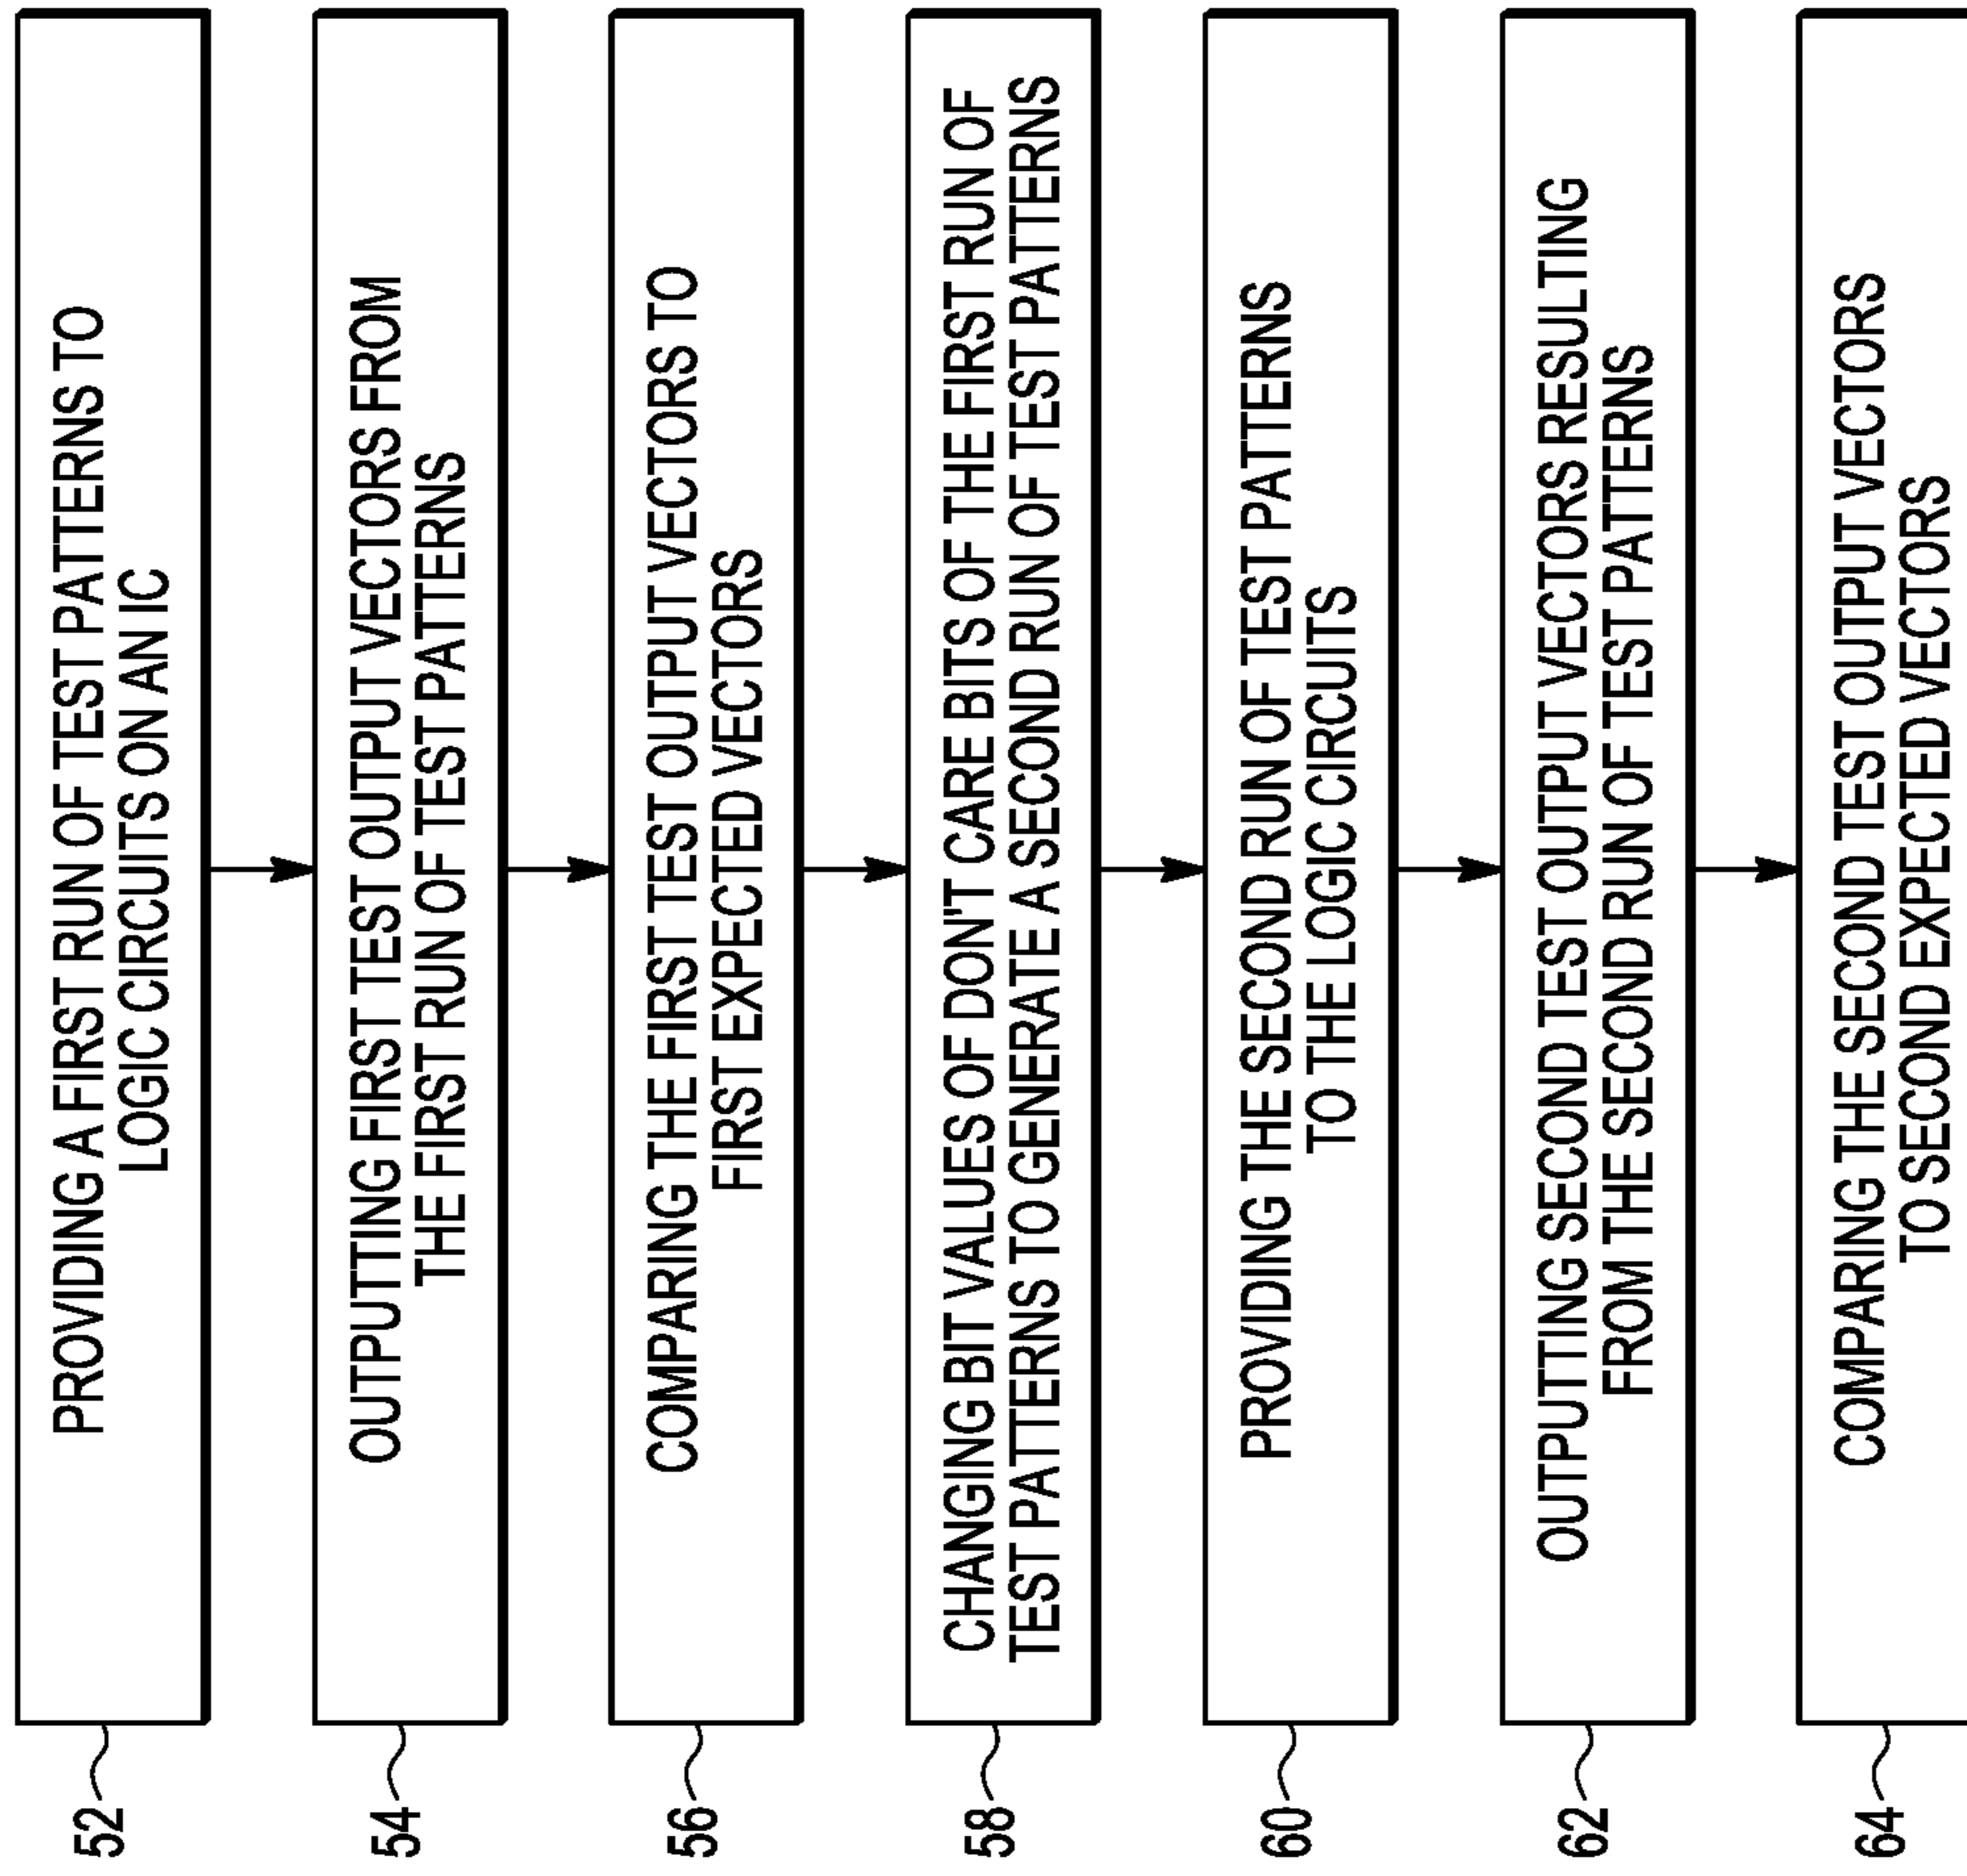 52
PROVIDING A FIRST RUN OF TEST PATTERNS TO
LOGIC CIRCUITS ON AN IC
54
OUTPUTTING FIRST TEST OUTPUT VECTORS FROM
THE FIRST RUN OF TEST PATTERNS
56
COMPARING THE FIRST TEST OUTPUT VECTORS TO
FIRST EXPECTED VECTORS
58
CHANGING BIT VALUES OF DON'T CARE BITS OF THE FIRST RUN OF
TEST PATTERNS TO GENERATE A SECOND RUN OF TEST PATTERNS
60
PROVIDING THE SECOND RUN OF TEST PATTERNS
TO THE LOGIC CIRCUITS
62
OUTPUTTING SECOND TEST OUTPUT VECTORS RESULTING
FROM THE SECOND RUN OF TEST PATTERNS
64
COMPARING THE SECOND TEST OUTPUT VECTORS
TO SECOND EXPECTED VECTORS